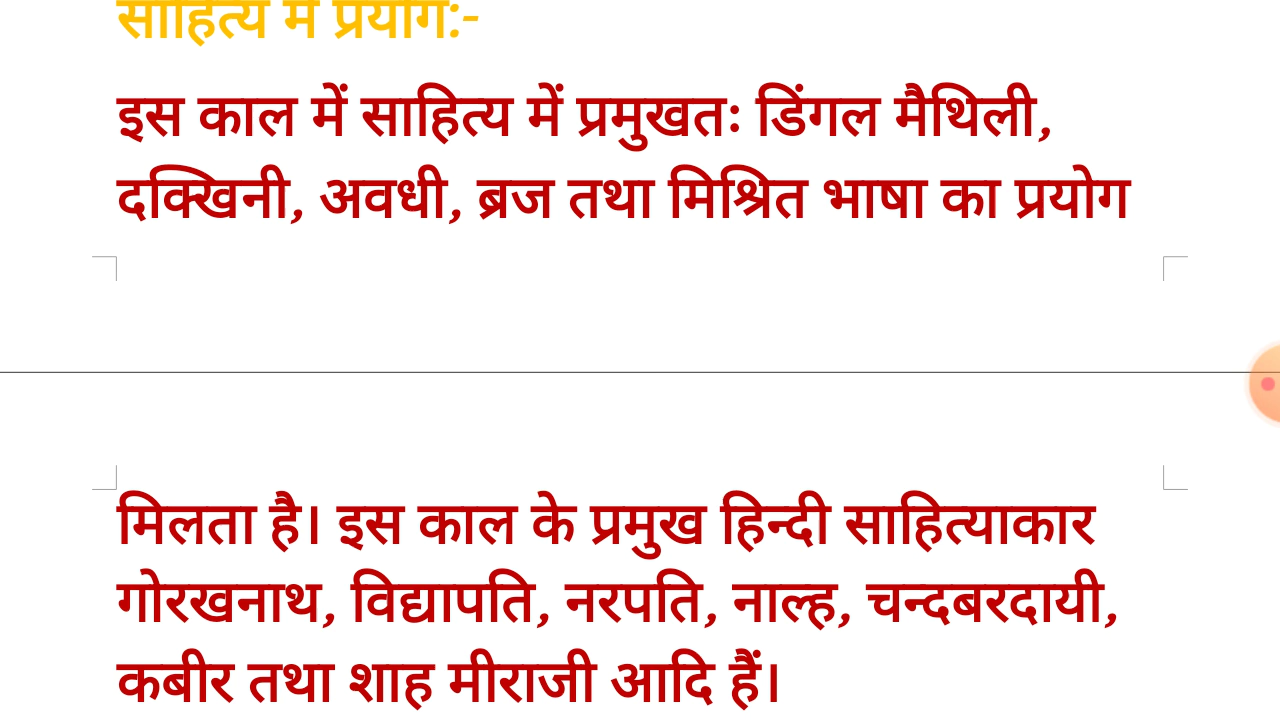 साहित्य में प्रयोग:-
इस काल में साहित्य में प्रमुखतः डिंगल मैथिली,
दक्खिनी, अवधी, ब्रज तथा मिश्रित भाषा का प्रयोग
मिलता है। इस काल के प्रमुख हिन्दी साहित्याकार
गोरखनाथ, विद्यापति, नरपति, नाल्ह, चन्दबरदायी,
कबीर तथा शाह मीराजी आदि हैं।